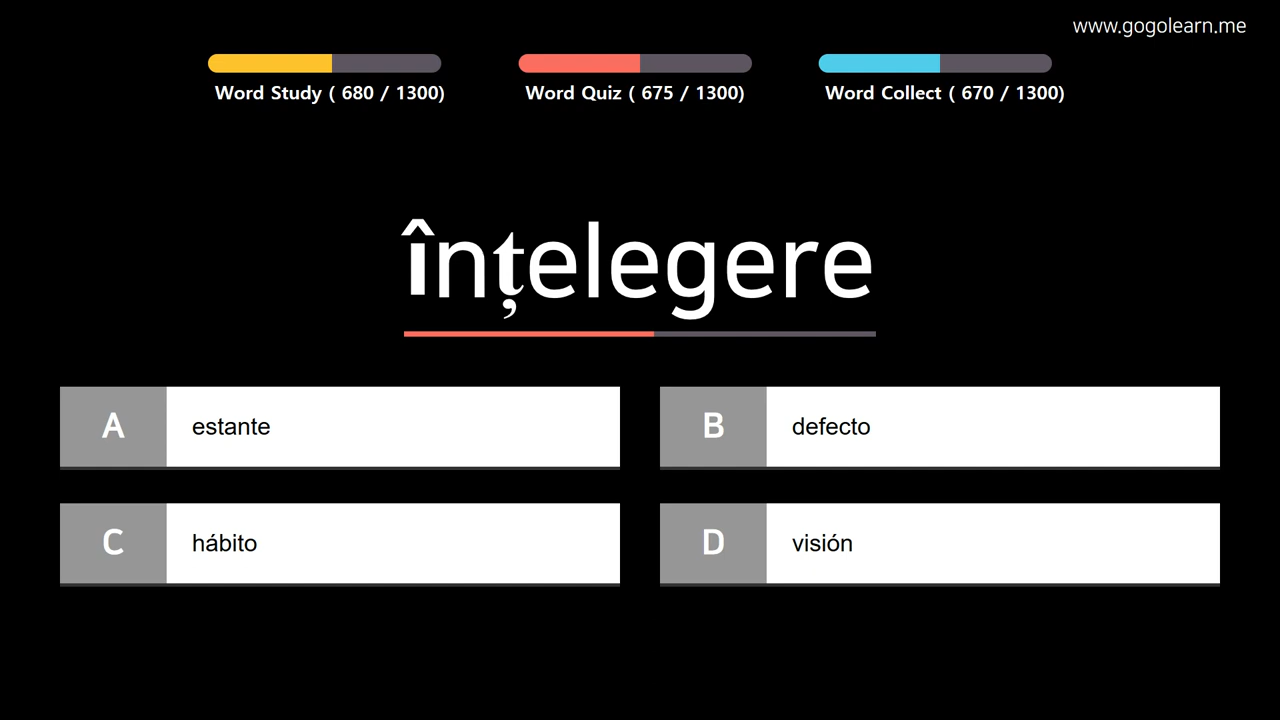 www.gogolearn.me
Word Study ( 680 / 1300)
Word Quiz ( 675 / 1300)
Word Collect ( 670 / 1300)
înțelegere
A estante
B defecto
C hábito
D visión